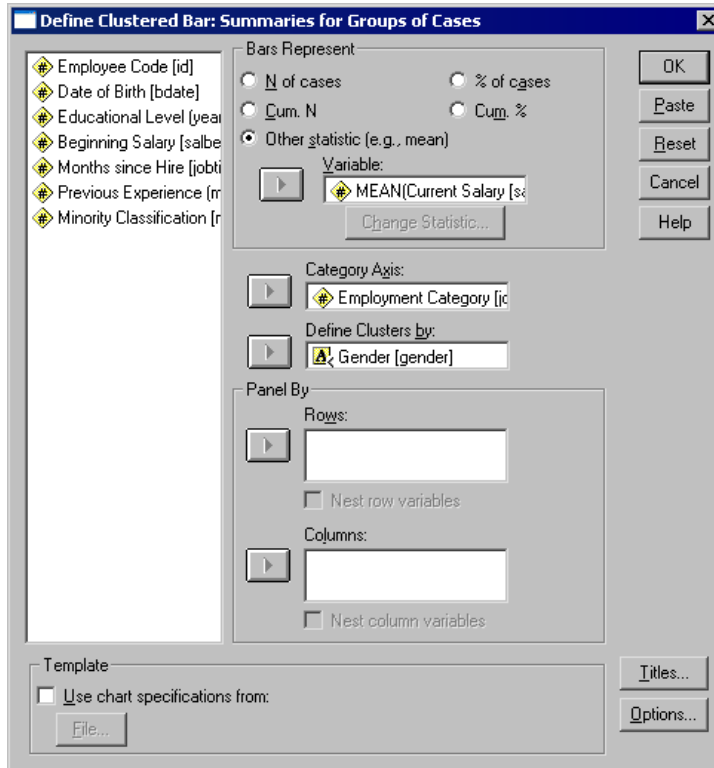 Define Clustered Bar: Summaries for Groups of Cases
Employee Code [id]
Date of Birth [bdate]
Educational Level (year
Beginning Salary [salbe
Months since Hire [jobti
Previous Experience (m
Minority Classification [r
Bars Represent
N of cases
% of cases
Cum. N
Cum. %
Other statistic (e.g., mean)
Variable:
MEAN(Current Salary [sa
Change Statistic...
Category Axis:
Employment Category [jo
Define Clusters by:
A Gender [gender]
Panel By
Rows:
Nest row variables
Columns:
Nest column variables
Template
Use chart specifications from:
File...
OK
Paste
Reset
Cancel
Help
Titles...
Options...